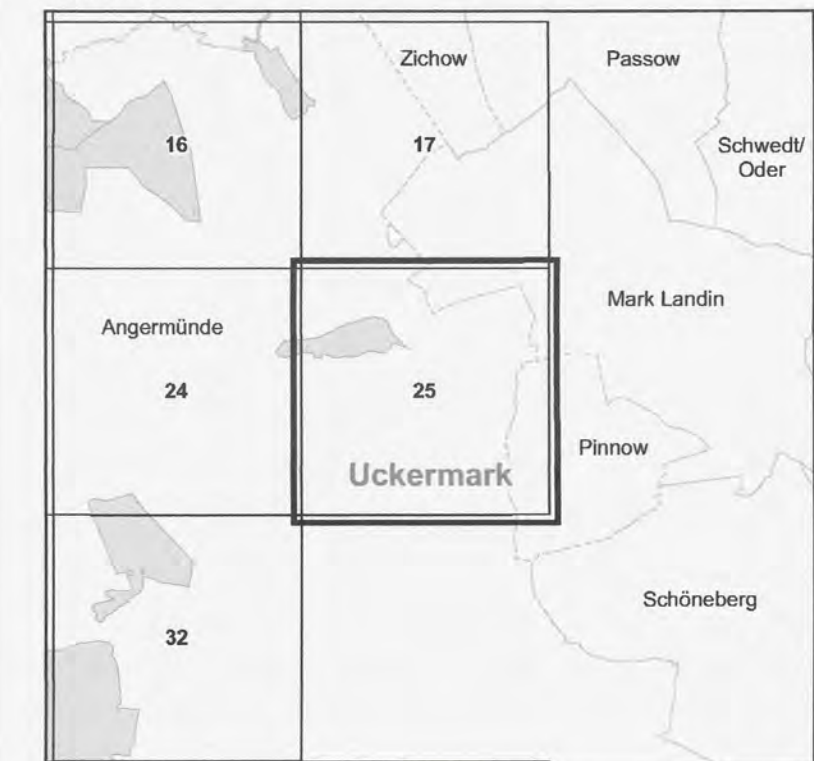 Zichow
Passow
16
17
Schwedt/
Oder
Mark Landin
Angermünde
24
25
Pinnow
Uckermark
Schöneberg
32